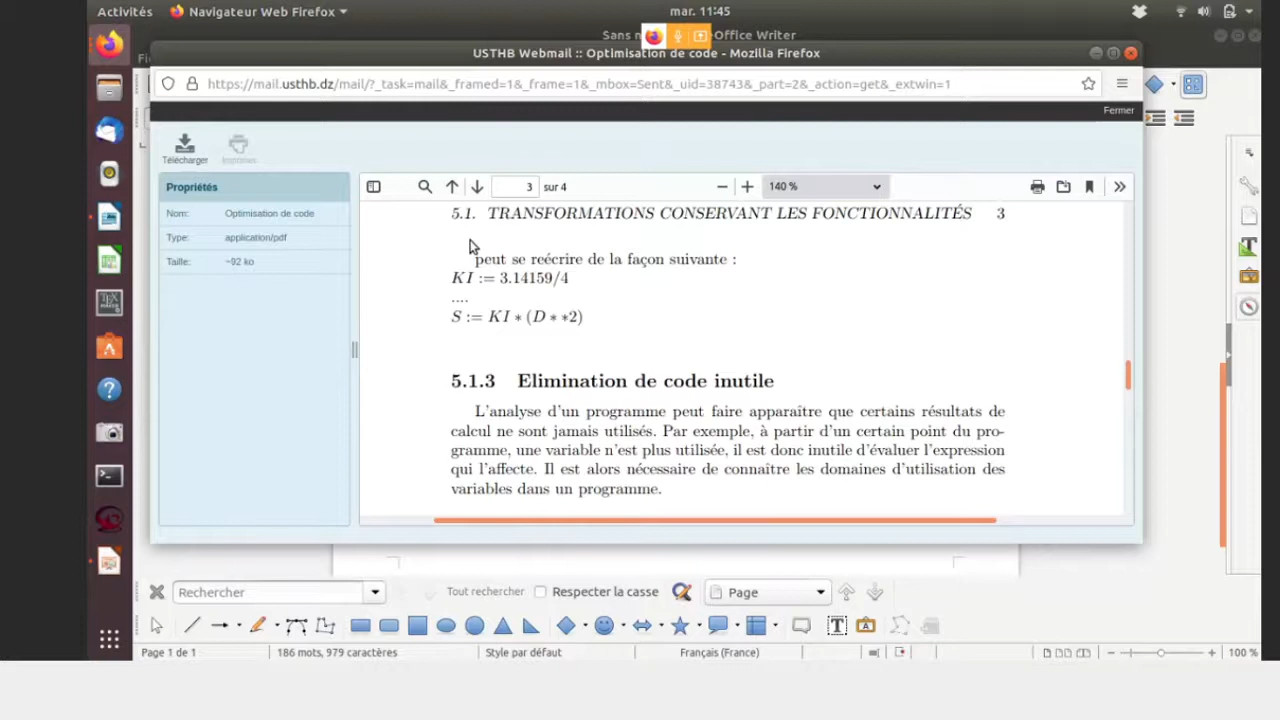 Activités
Navigateur Web Firefox
mar. 11:45
Sans n
Office Writer
Fi
USTHB Webmail :: Optimisation de code - Mozilla Firefox
https://mail.usthb.dz/mail/?_task=mail&_framed=1&_frame=1&_mbox=Sent&_uid=38743&_part=2&_action=get&_extwin=1
Fermer
Télécharger
Imprimer
Propriétés
Nom: Optimisation de code
Type: application/pdf
Taille: ~92 ko
3 sur 4
140 %
5.1. TRANSFORMATIONS CONSERVANT LES FONCTIONNALITÉS 3
peut se reécrire de la façon suivante :
KI := 3.14159/4
....
S := KI ∗ (D ∗ ∗2)
5.1.3 Elimination de code inutile
L'analyse d'un programme peut faire apparaître que certains résultats de
calcul ne sont jamais utilisés. Par exemple, à partir d'un certain point du pro-
gramme, une variable n'est plus utilisée, il est donc inutile d'évaluer l'expression
qui l'affecte. Il est alors nécessaire de connaître les domaines d'utilisation des
variables dans un programme.
Rechercher
Tout rechercher
Respecter la casse
Page
Page 1 de 1
186 mots, 979 caractères
Style par défaut
Français (France)
100 %